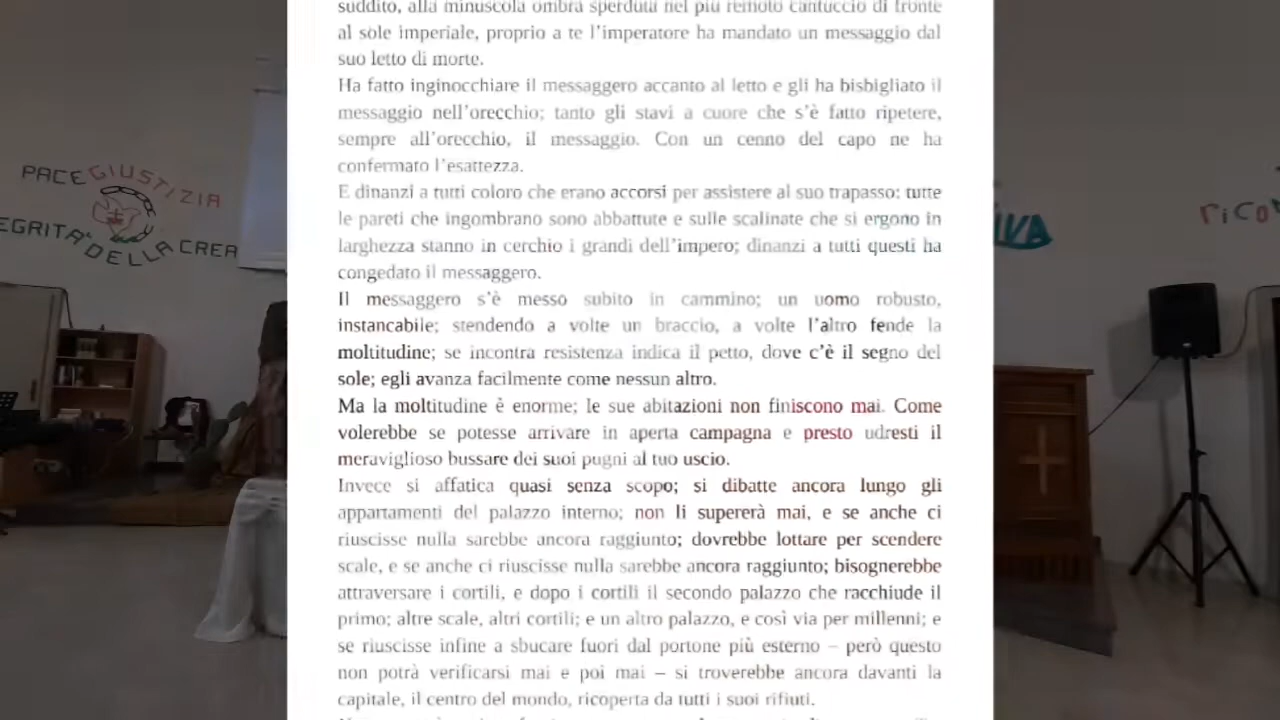 suddito, alla minuscola ombra sperduta nel più remoto cantuccio di fronte
al sole imperiale, proprio a te l'imperatore ha mandato un messaggio dal
suo letto di morte.
Ha fatto inginocchiare il messaggero accanto al letto e gli ha bisbigliato il
messaggio nell'orecchio; tanto gli stavi a cuore che s'è fatto ripetere,
sempre all'orecchio, il messaggio. Con un cenno del capo ne ha
confermato l'esattezza.
E dinanzi a tutti coloro che erano accorsi per assistere al suo trapasso: tutte
le pareti che ingombrano sono abbattute e sulle scalinate che si ergono in
larghezza stanno in cerchio i grandi dell'impero; dinanzi a tutti questi ha
congedato il messaggero.
Il messaggero s'è messo subito in cammino; un uomo robusto,
instancabile; stendendo a volte un braccio, a volte l'altro fende la
moltitudine; se incontra resistenza indica il petto, dove c'è il segno del
sole; egli avanza facilmente come nessun altro.
Ma la moltitudine è enorme; le sue abitazioni non finiscono mai. Come
volerebbe se potesse arrivare in aperta campagna e presto udresti il
meraviglioso bussare dei suoi pugni al tuo uscio.
Invece si affatica quasi senza scopo; si dibatte ancora lungo gli
appartamenti del palazzo interno; non li supererà mai, e se anche ci
riuscisse nulla sarebbe ancora raggiunto; dovrebbe lottare per scendere
scale, e se anche ci riuscisse nulla sarebbe ancora raggiunto; bisognerebbe
attraversare i cortili, e dopo i cortili il secondo palazzo che racchiude il
primo; altre scale, altri cortili; e un altro palazzo, e così via per millenni; e
se riuscisse infine a sbucare fuori dal portone più esterno – però questo
non potrà verificarsi mai e poi mai – si troverebbe ancora davanti la
capitale, il centro del mondo, ricoperta da tutti i suoi rifiuti.
PACE GIUSTIZIA
EGRITA' DELLA CREA
IVA
rico